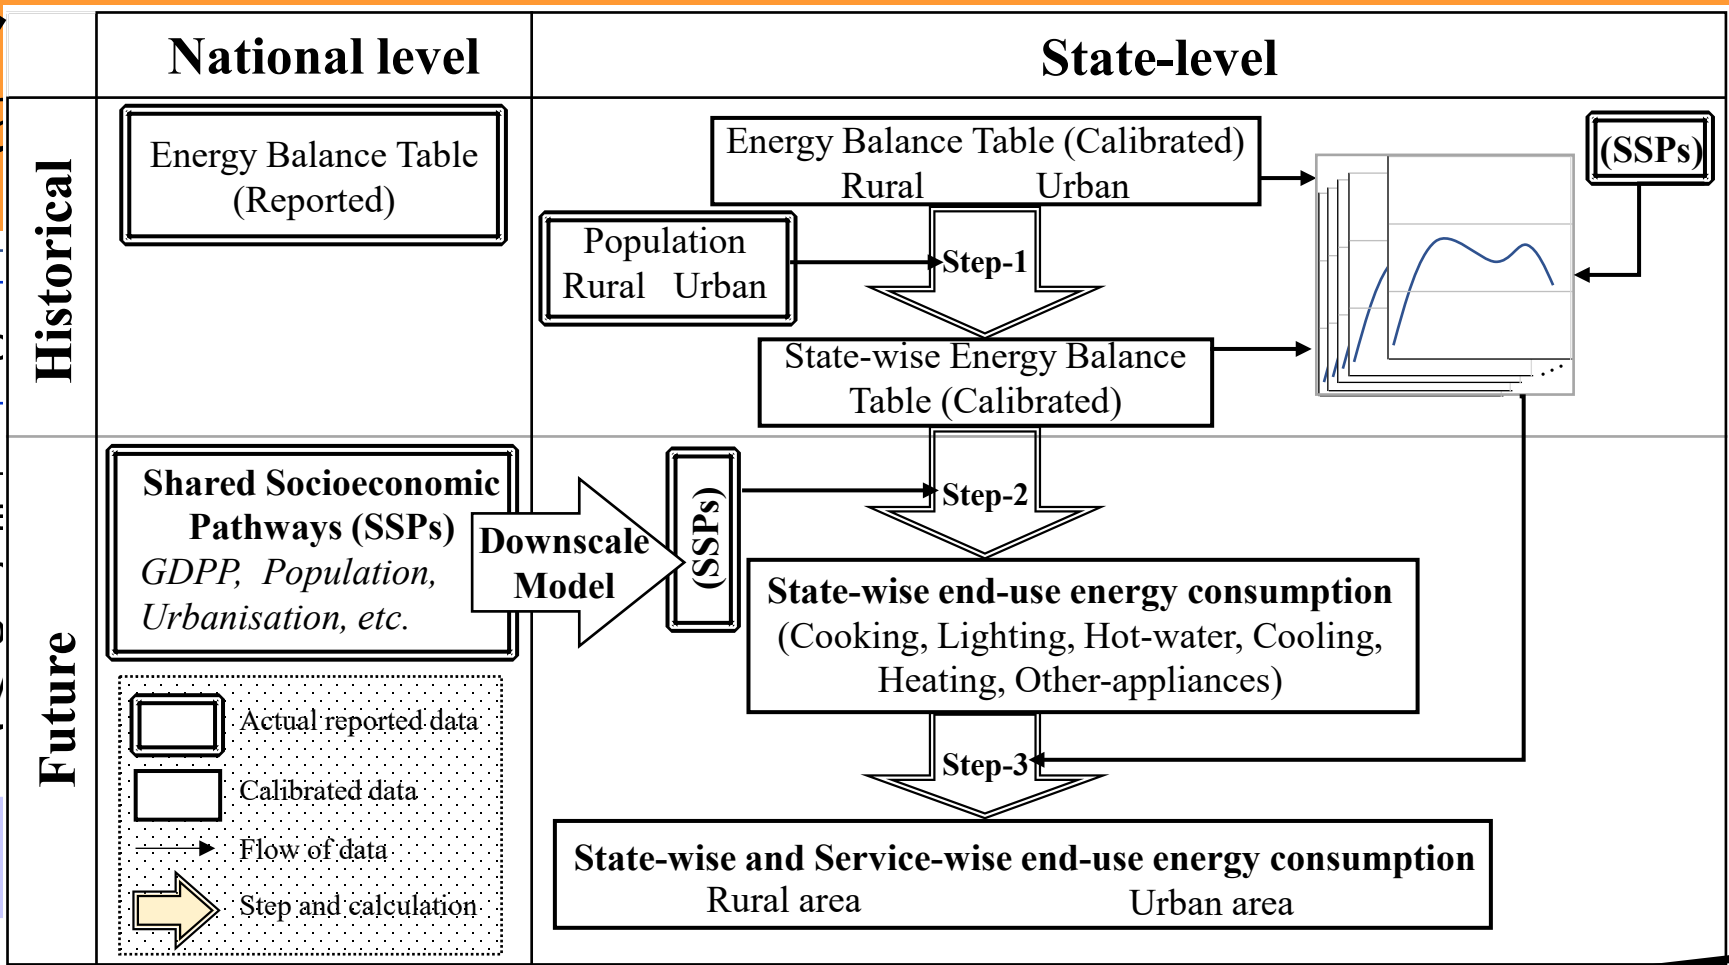 National level
State-level
Historical
Energy Balance Table
(Reported)
Energy Balance Table (Calibrated)
Rural Urban
(SSPs)
Population
Rural Urban
Step-1
State-wise Energy Balance
Table (Calibrated)
...
Future
Shared Socioeconomic
Pathways (SSPs)
GDPP, Population,
Urbanisation, etc.
Downscale
Model
(SSPs)
Step-2
State-wise end-use energy consumption
(Cooking, Lighting, Hot-water, Cooling,
Heating, Other-appliances)
Step-3
State-wise and Service-wise end-use energy consumption
Rural area Urban area
Actual reported data
Calibrated data
Flow of data
Step and calculation